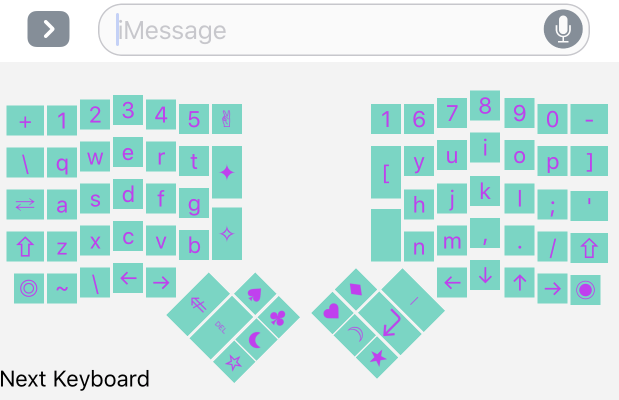 iMessage
+ 1 2 3 4 5 ✌ 1 6 7 8 9 0 -
\ q w e r t ✦ [ y u i o p ]
⇄ a s d f g h j k l ; '
⇧ z x c v b ✧ n m , . / ⇧
◎ ~ \ ← → ← ↓ ↑ → ◉
⇷ ♠ ♦ —
DEL ♣ ♥ ⏎
☾ ☽
☆ ★
Next Keyboard